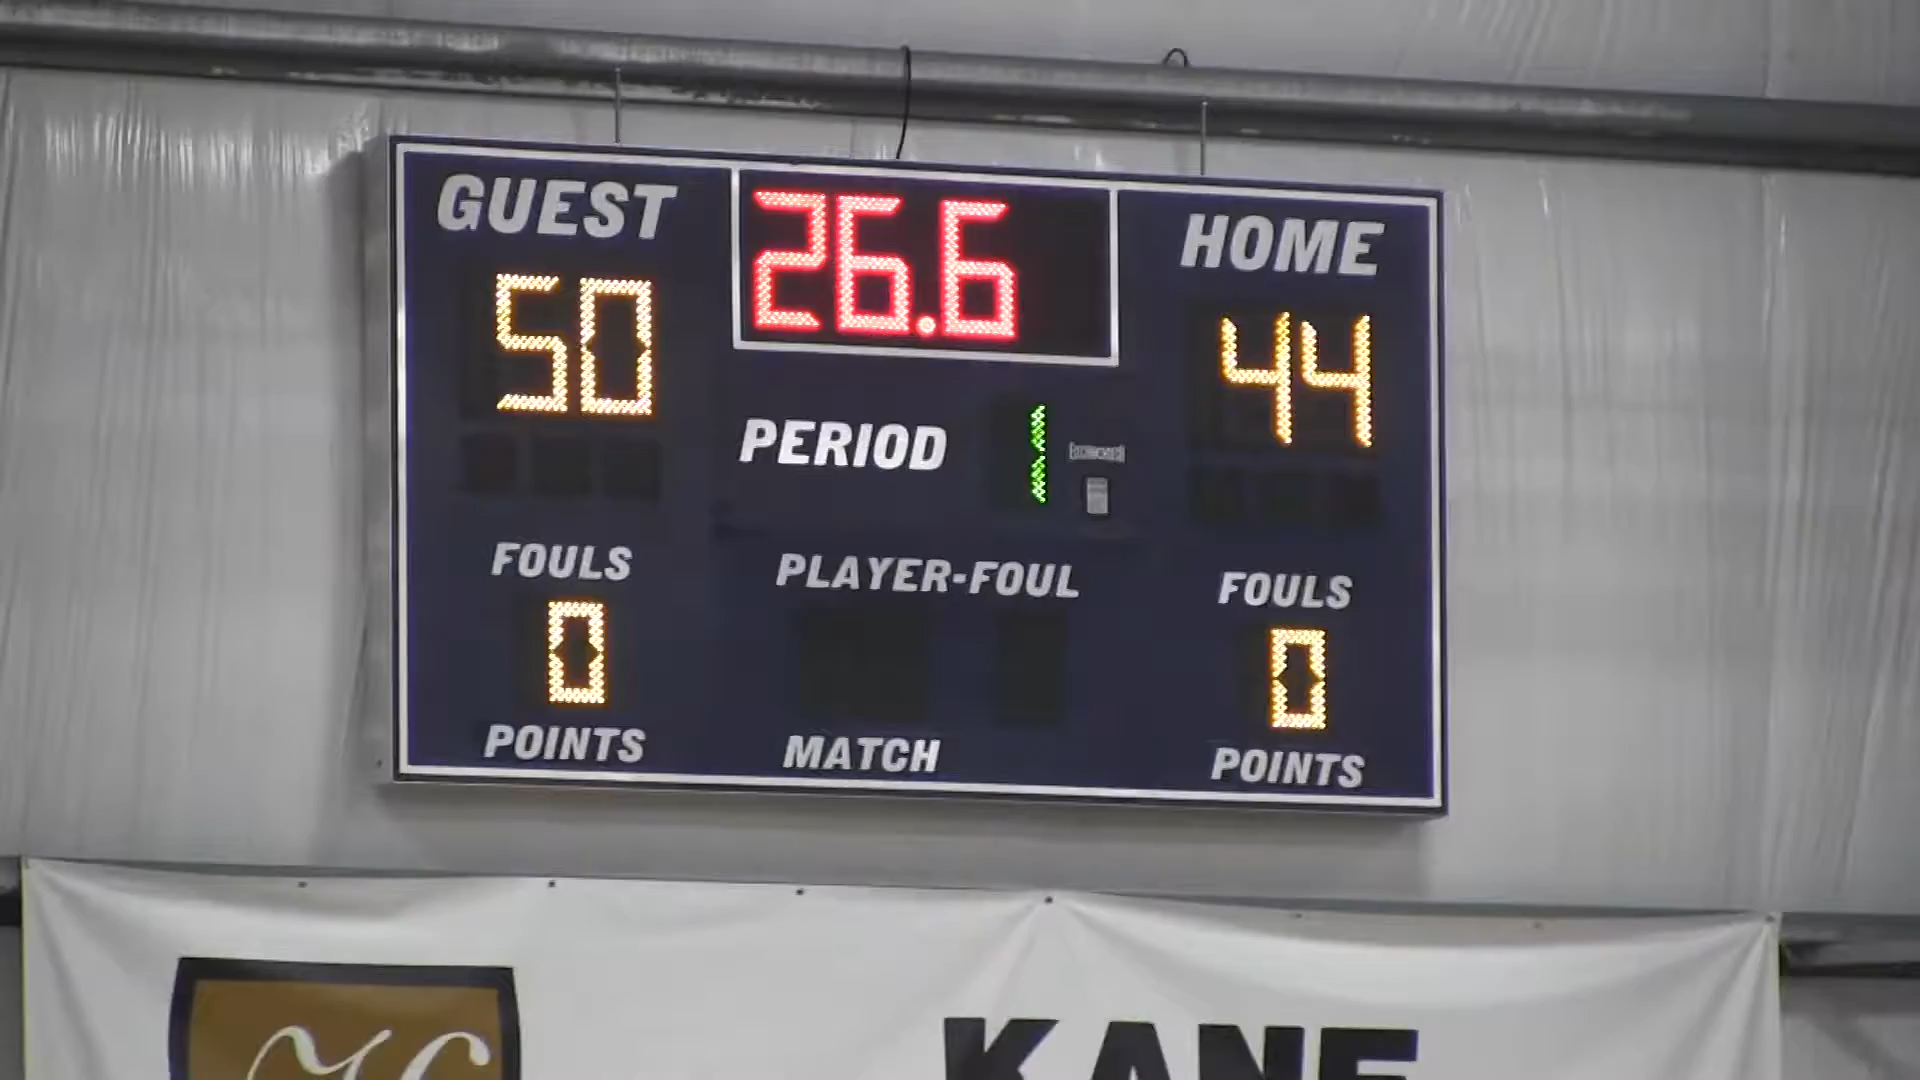 GUEST 26.6 HOME
50 44
PERIOD 1
FOULS PLAYER-FOUL FOULS
0 0
POINTS MATCH POINTS
KANE